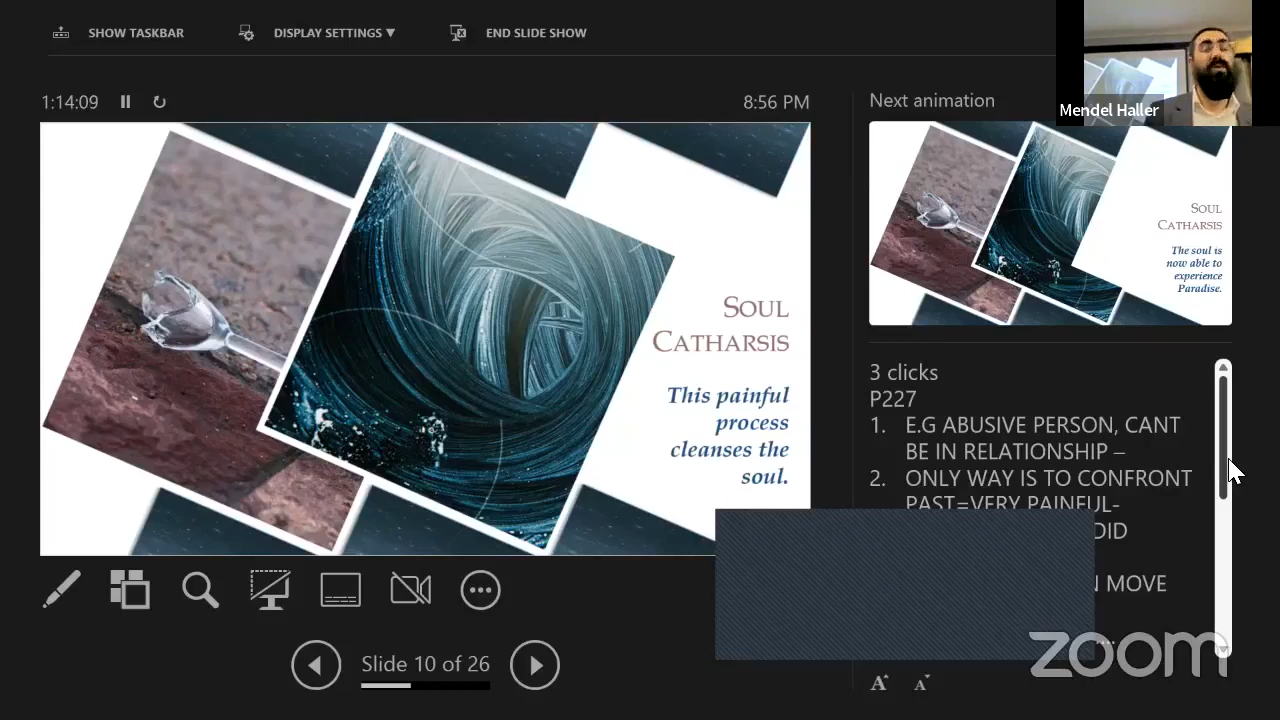 SHOW TASKBAR
DISPLAY SETTINGS ▼
END SLIDE SHOW
Mendel Haller
1:14:09
8:56 PM
SOUL
CATHARSIS
This painful
process
cleanses the
soul.
Next animation
SOUL
CATHARSIS
The soul is
now able to
experience
Paradise.
3 clicks
P227
1. E.G ABUSIVE PERSON, CANT
BE IN RELATIONSHIP –
2. ONLY WAY IS TO CONFRONT
PAST=VERY PAINFUL-
DID
MOVE
Slide 10 of 26
zoom